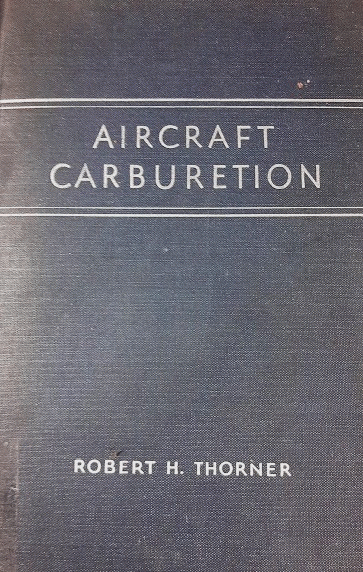 AIRCRAFT
CARBURETION
ROBERT H. THORNER